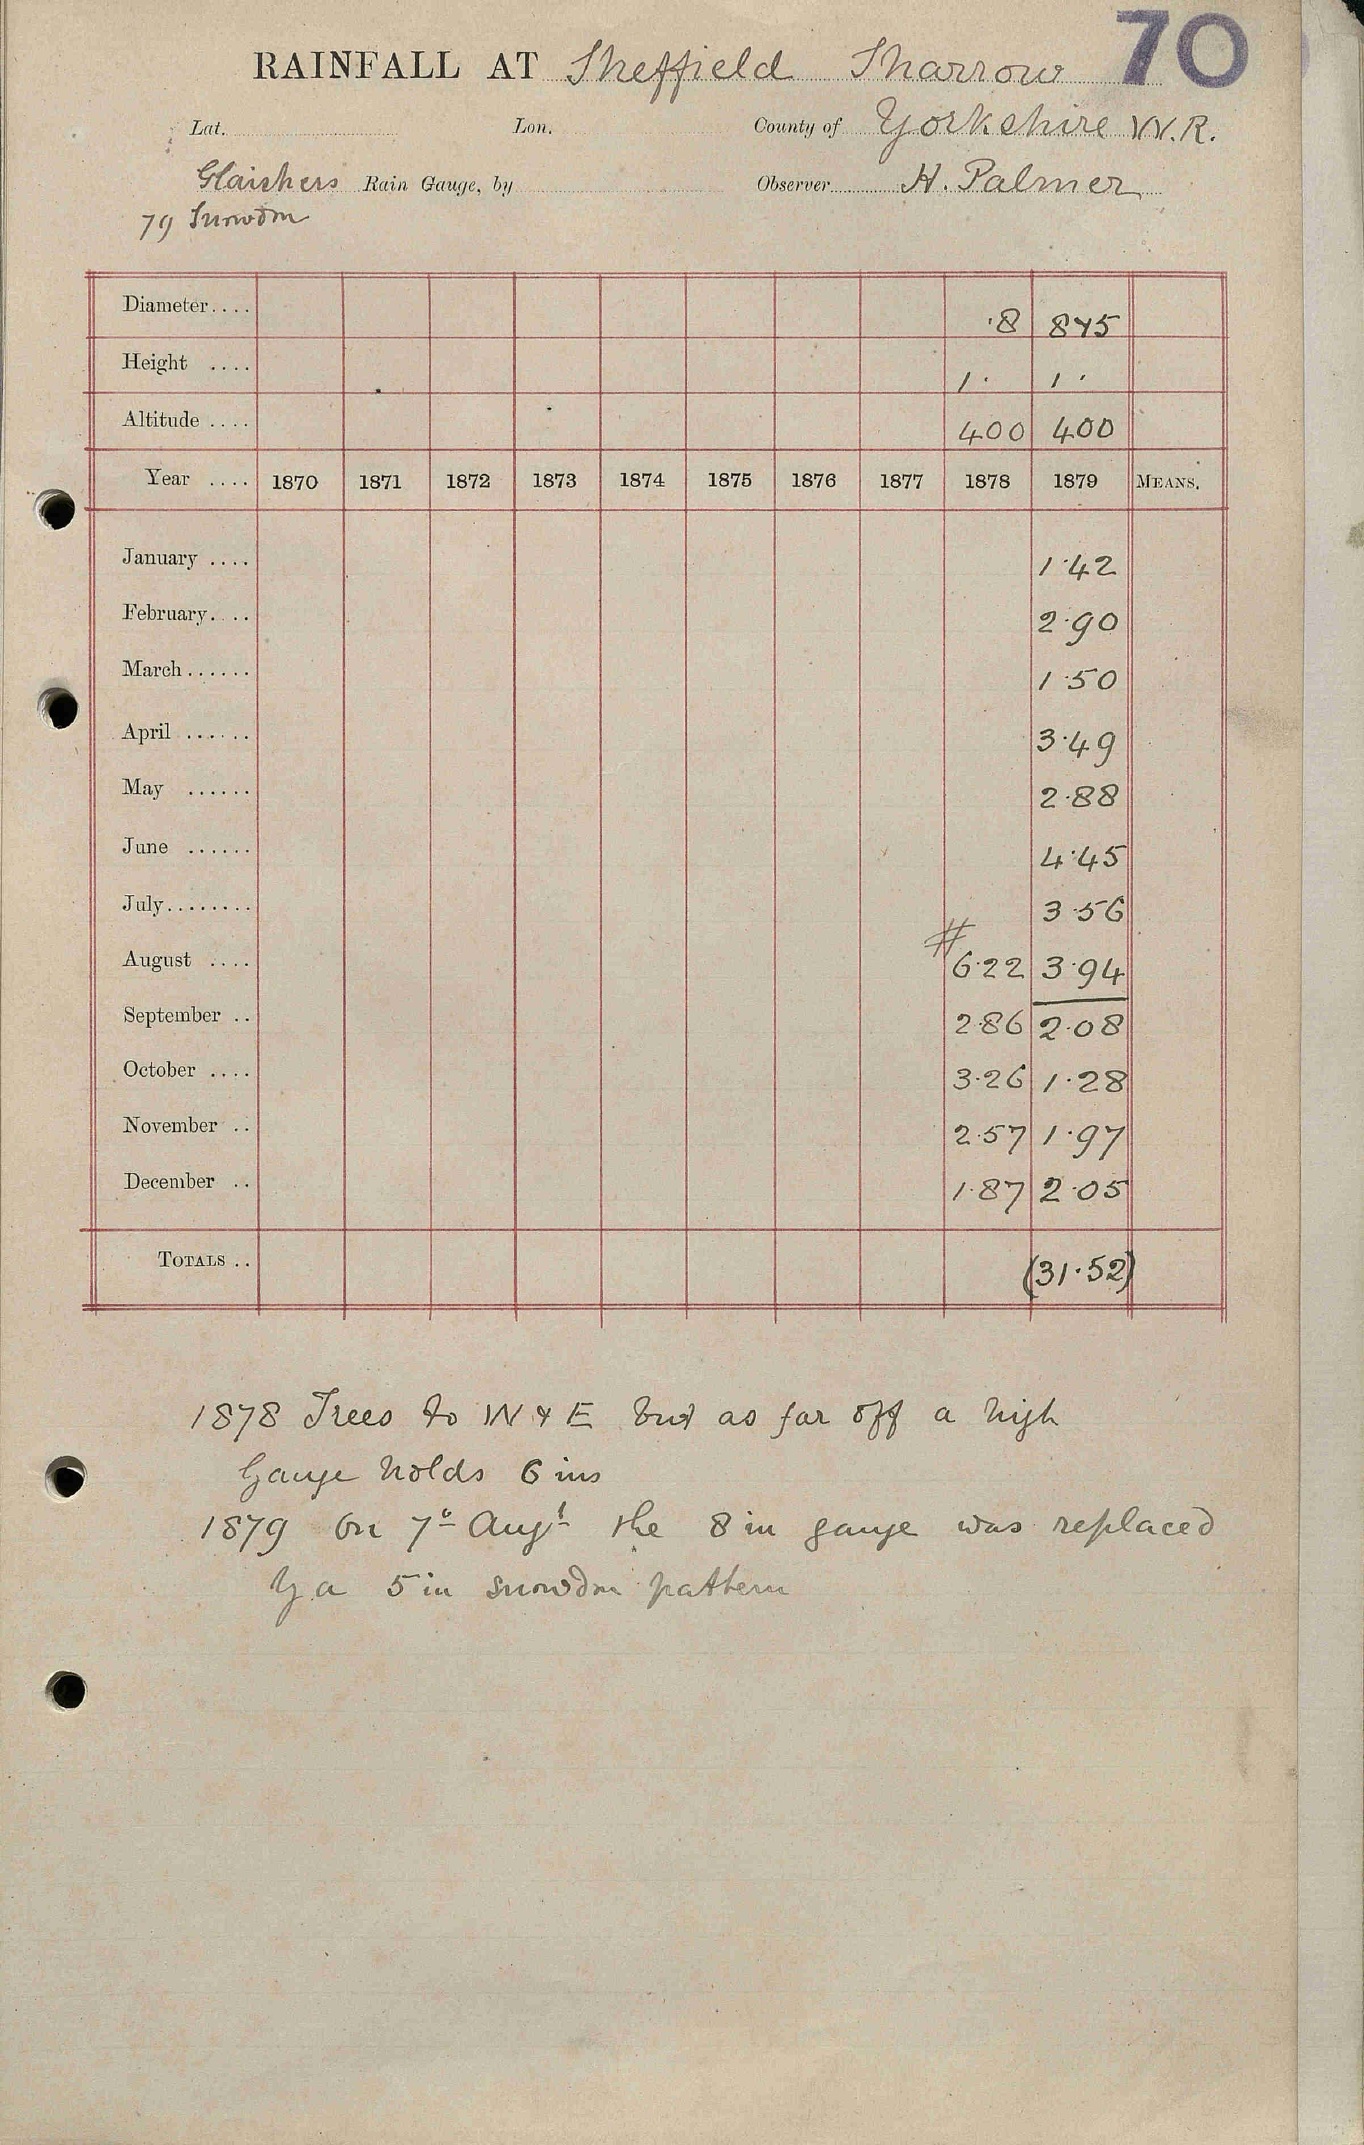 70
RAINFALL AT Sheffield Sharrow
Lat. Lon. County of Yorkshire W.R.
Glaishers Rain Gauge, by Observer H. Palmer
79 Snowdon
Diameter.... ·8 8&5
Height .... 1· 1·
Altitude .... 400 400
Year .... 1870 1871 1872 1873 1874 1875 1876 1877 1878 1879 MEANS.
January .... 1·42
February.... 2·90
March...... 1·50
April ...... 3·49
May ...... 2·88
June ...... 4·45
July........ 3·56
August .... # 6·22 3·94
September .. 2·86 2·08
October .... 3·26 1·28
November .. 2·57 1·97
December .. 1·87 2·05
TOTALS .. (31·52)
1878 Trees to W & E but as far off a high
Gauge holds 6 ins
1879 On 7th Augt the 8 in gauge was replaced
by a 5 in snowdon pattern